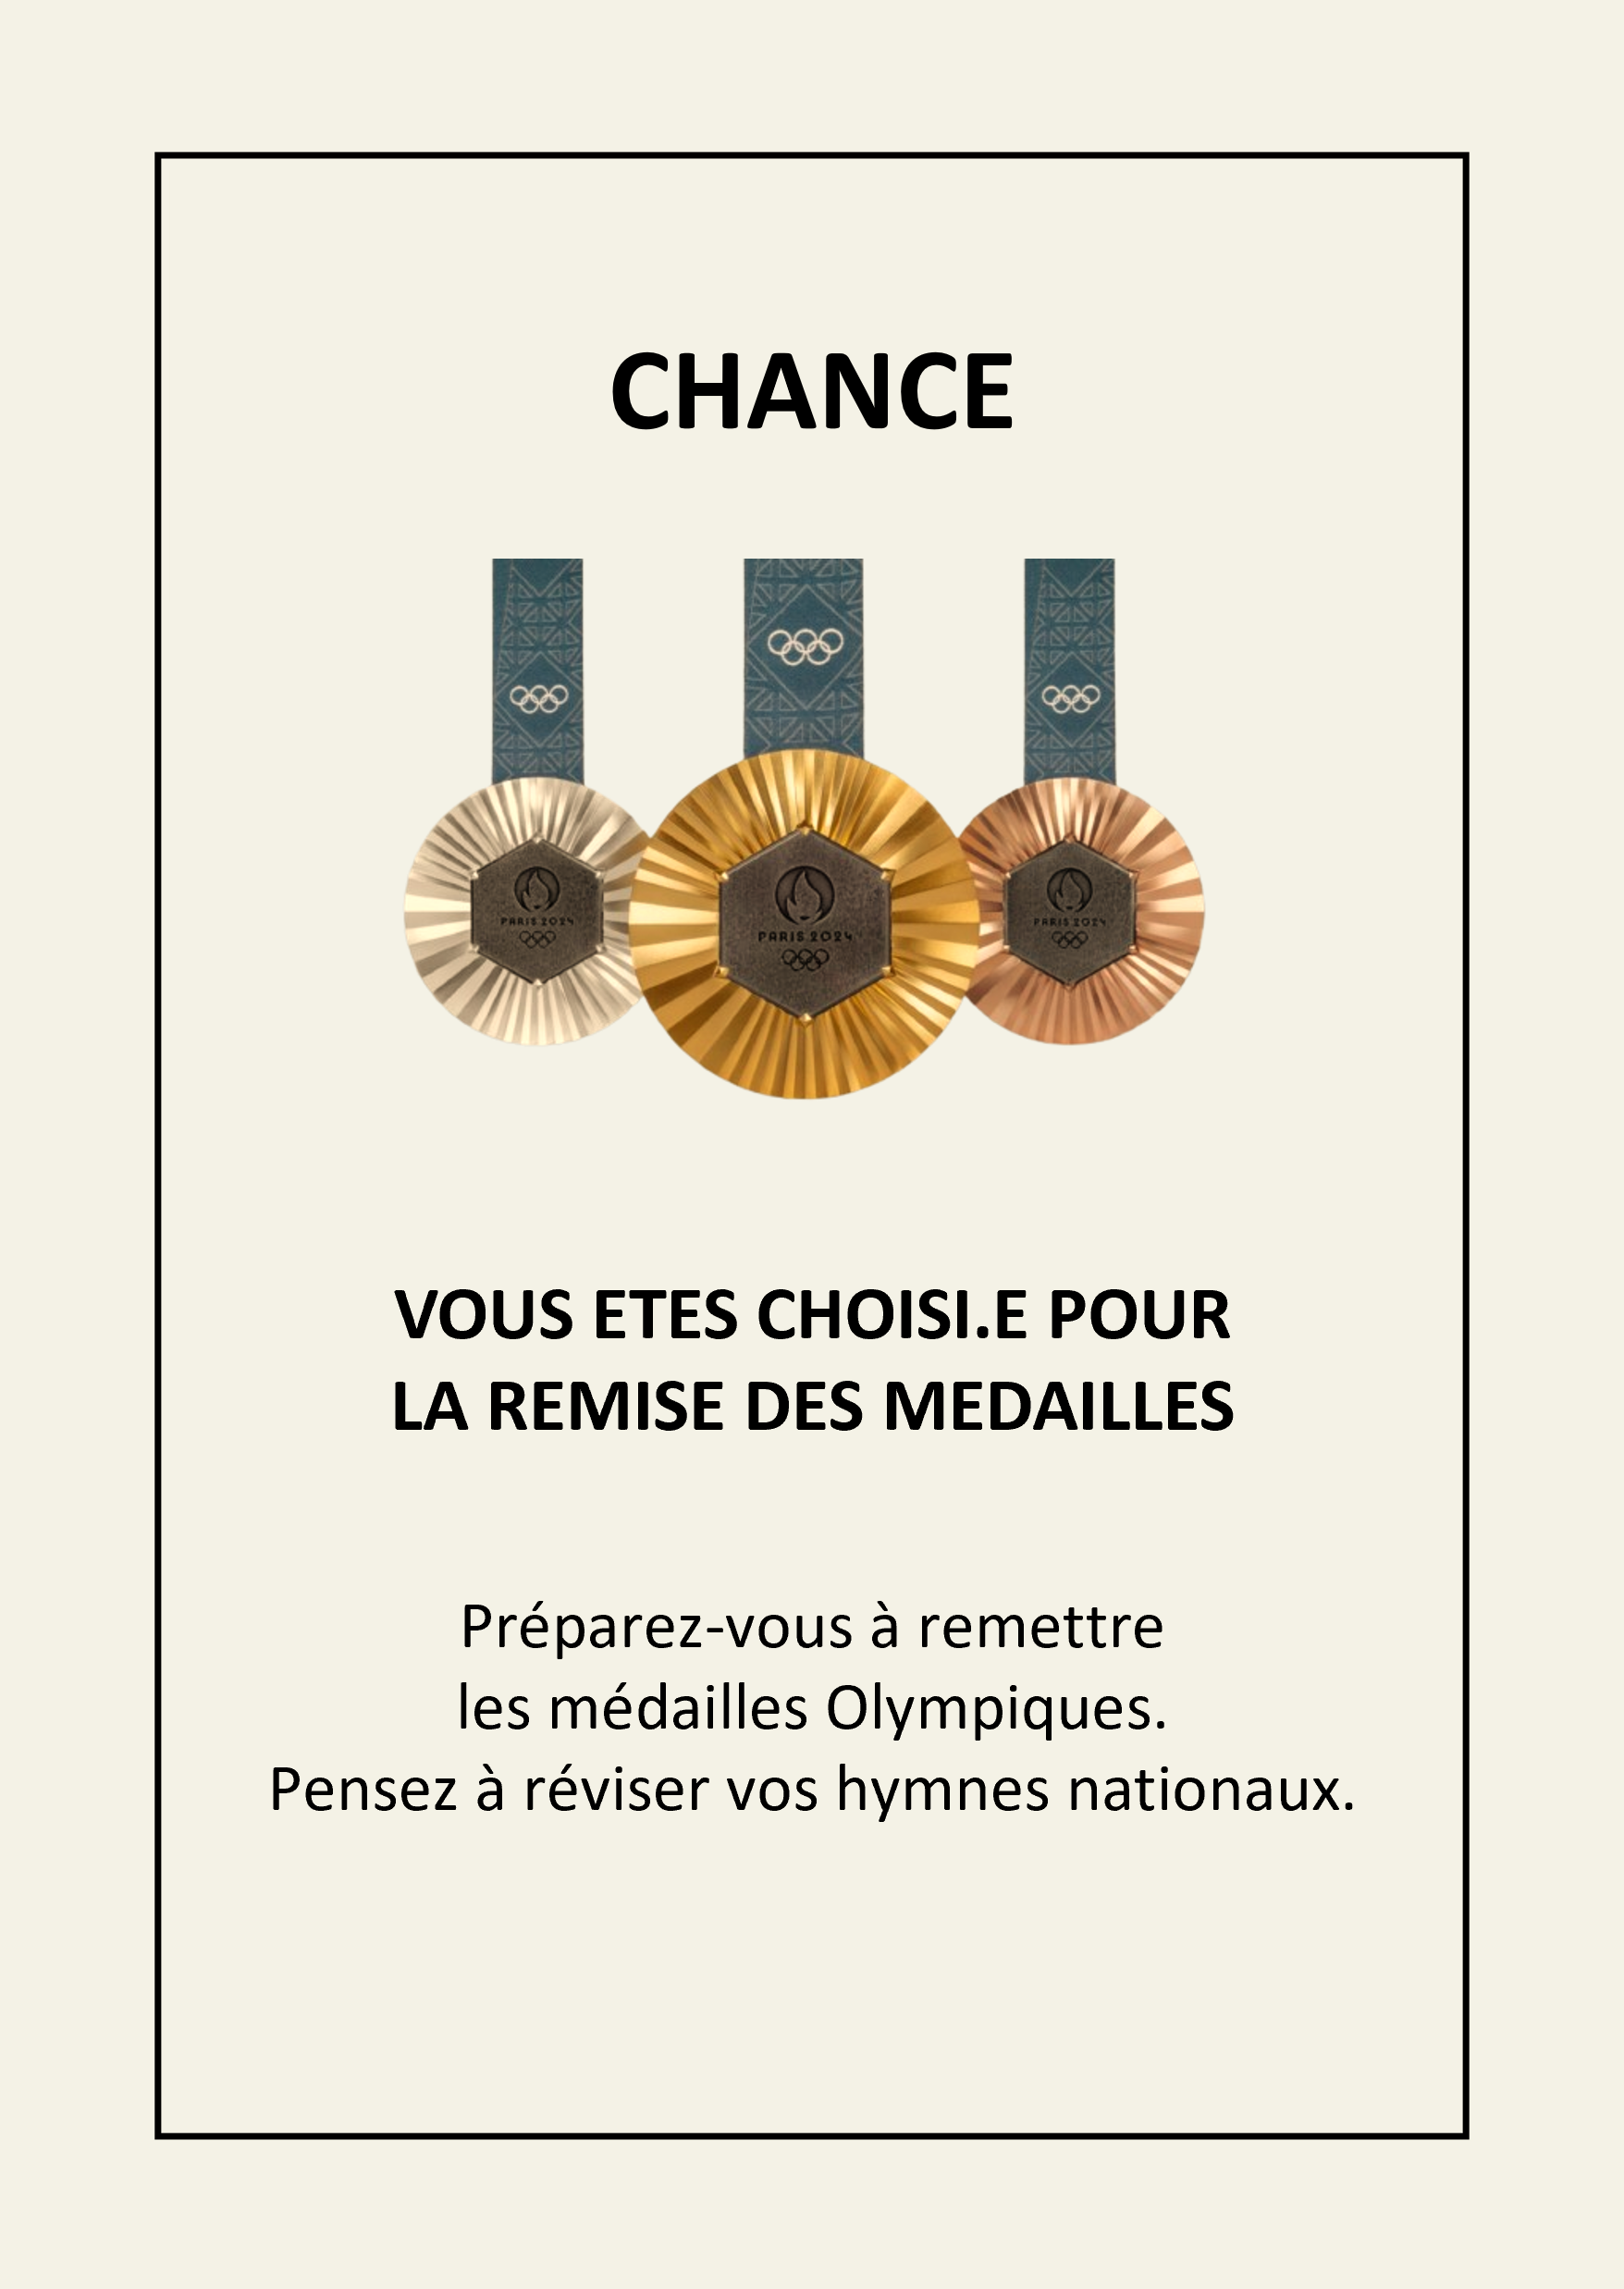 CHANCE
PARIS 2024
PARIS 2024
PARIS 2024
VOUS ETES CHOISI.E POUR
LA REMISE DES MEDAILLES
Préparez-vous à remettre
les médailles Olympiques.
Pensez à réviser vos hymnes nationaux.